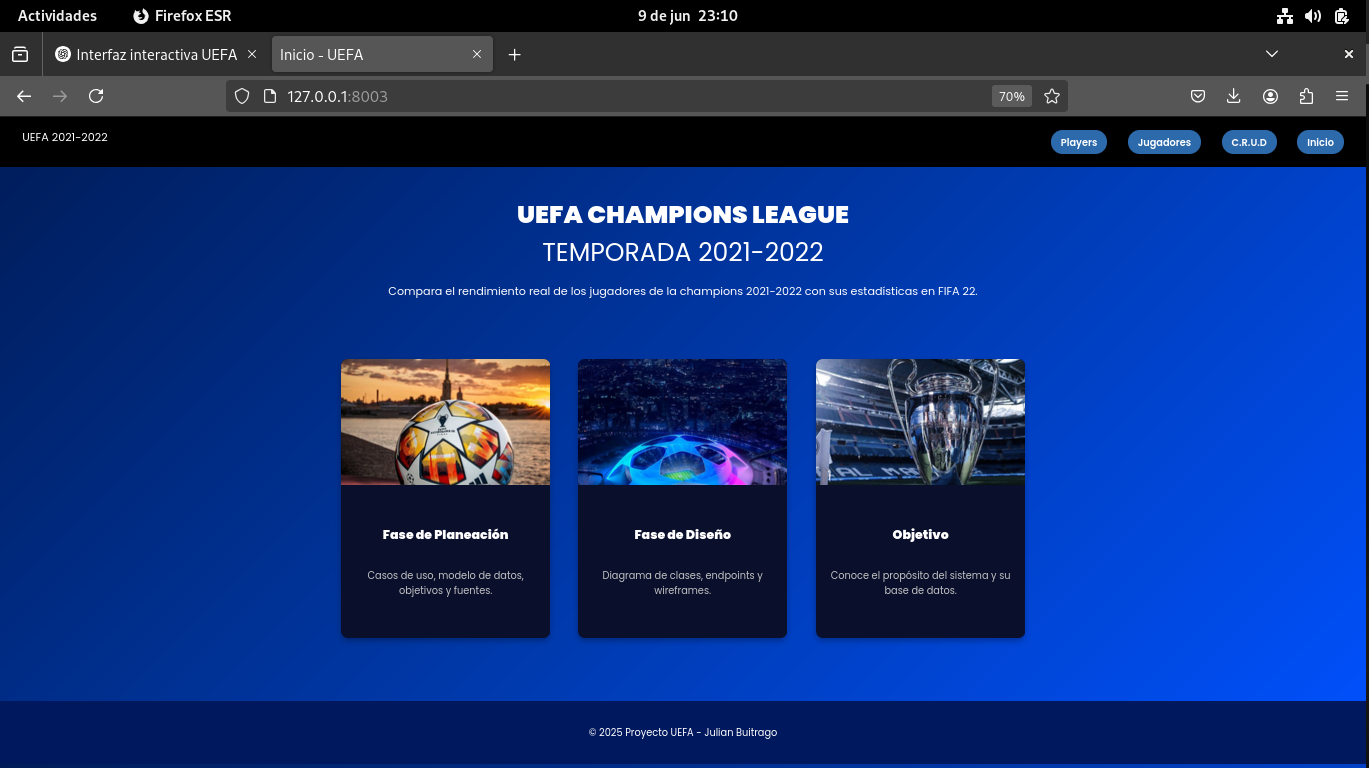 Actividades
Firefox ESR
9 de jun 23:10
Interfaz interactiva UEFA
Inicio - UEFA
127.0.0.1:8003
70%
UEFA 2021-2022
Players
Jugadores
C.R.U.D
Inicio
UEFA CHAMPIONS LEAGUE
TEMPORADA 2021-2022
Compara el rendimiento real de los jugadores de la champions 2021-2022 con sus estadísticas en FIFA 22.
Fase de Planeación
Casos de uso, modelo de datos,
objetivos y fuentes.
Fase de Diseño
Diagrama de clases, endpoints y
wireframes.
Objetivo
Conoce el propósito del sistema y su
base de datos.
© 2025 Proyecto UEFA - Julian Buitrago